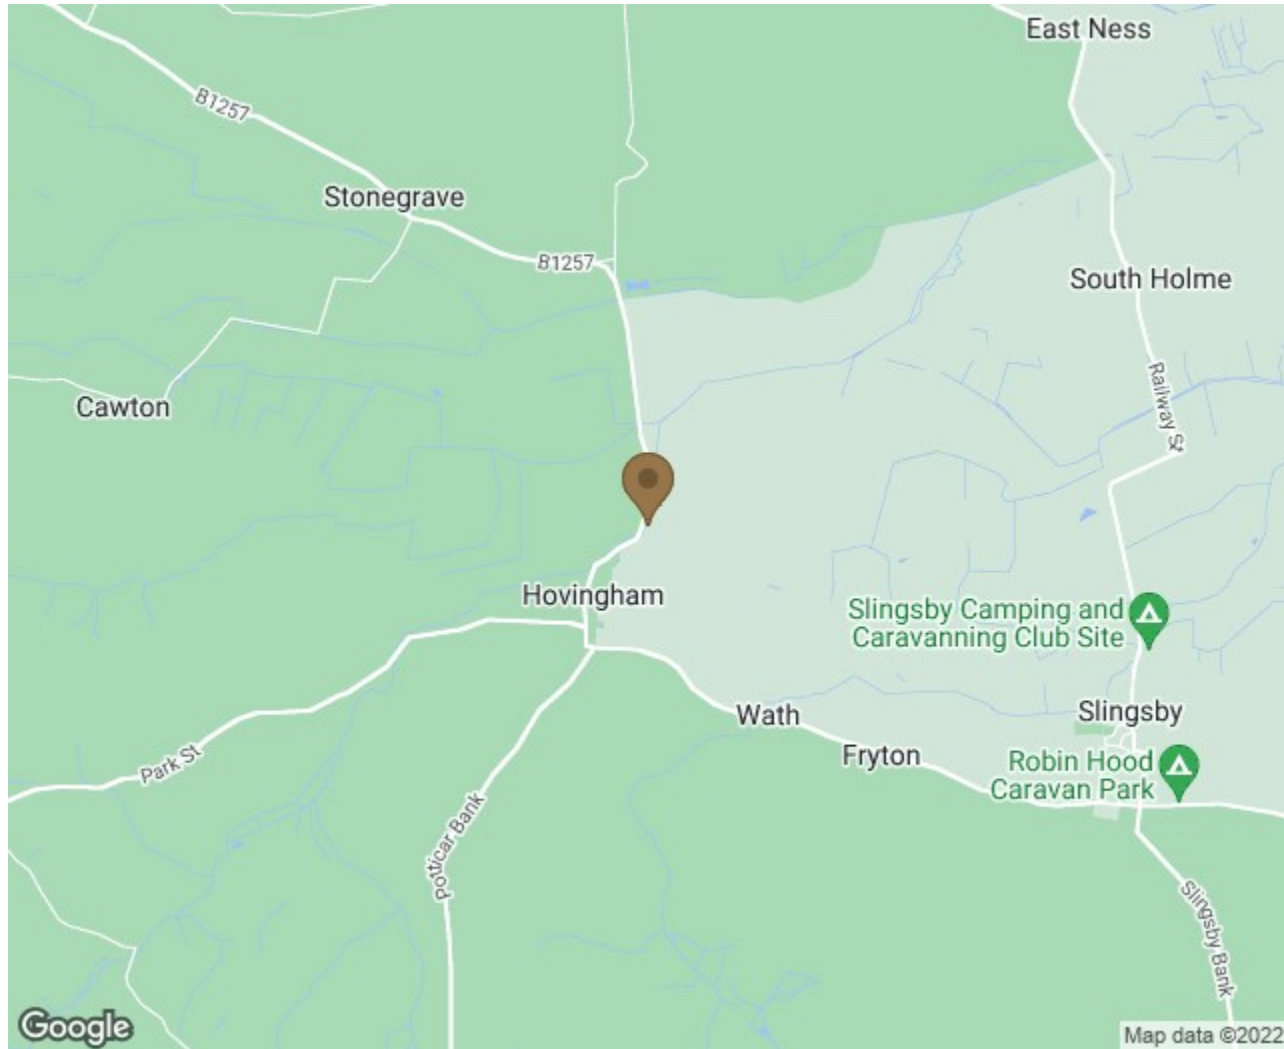 East Ness
B1257
Stonegrave
B1257
South Holme
Railway St
Cawton
Hovingham
Slingsby Camping and
Caravanning Club Site
Slingsby
Wath
Fryton
Robin Hood
Caravan Park
Park St
Potticar Bank
Slingsby Bank
Google
Map data ©2022